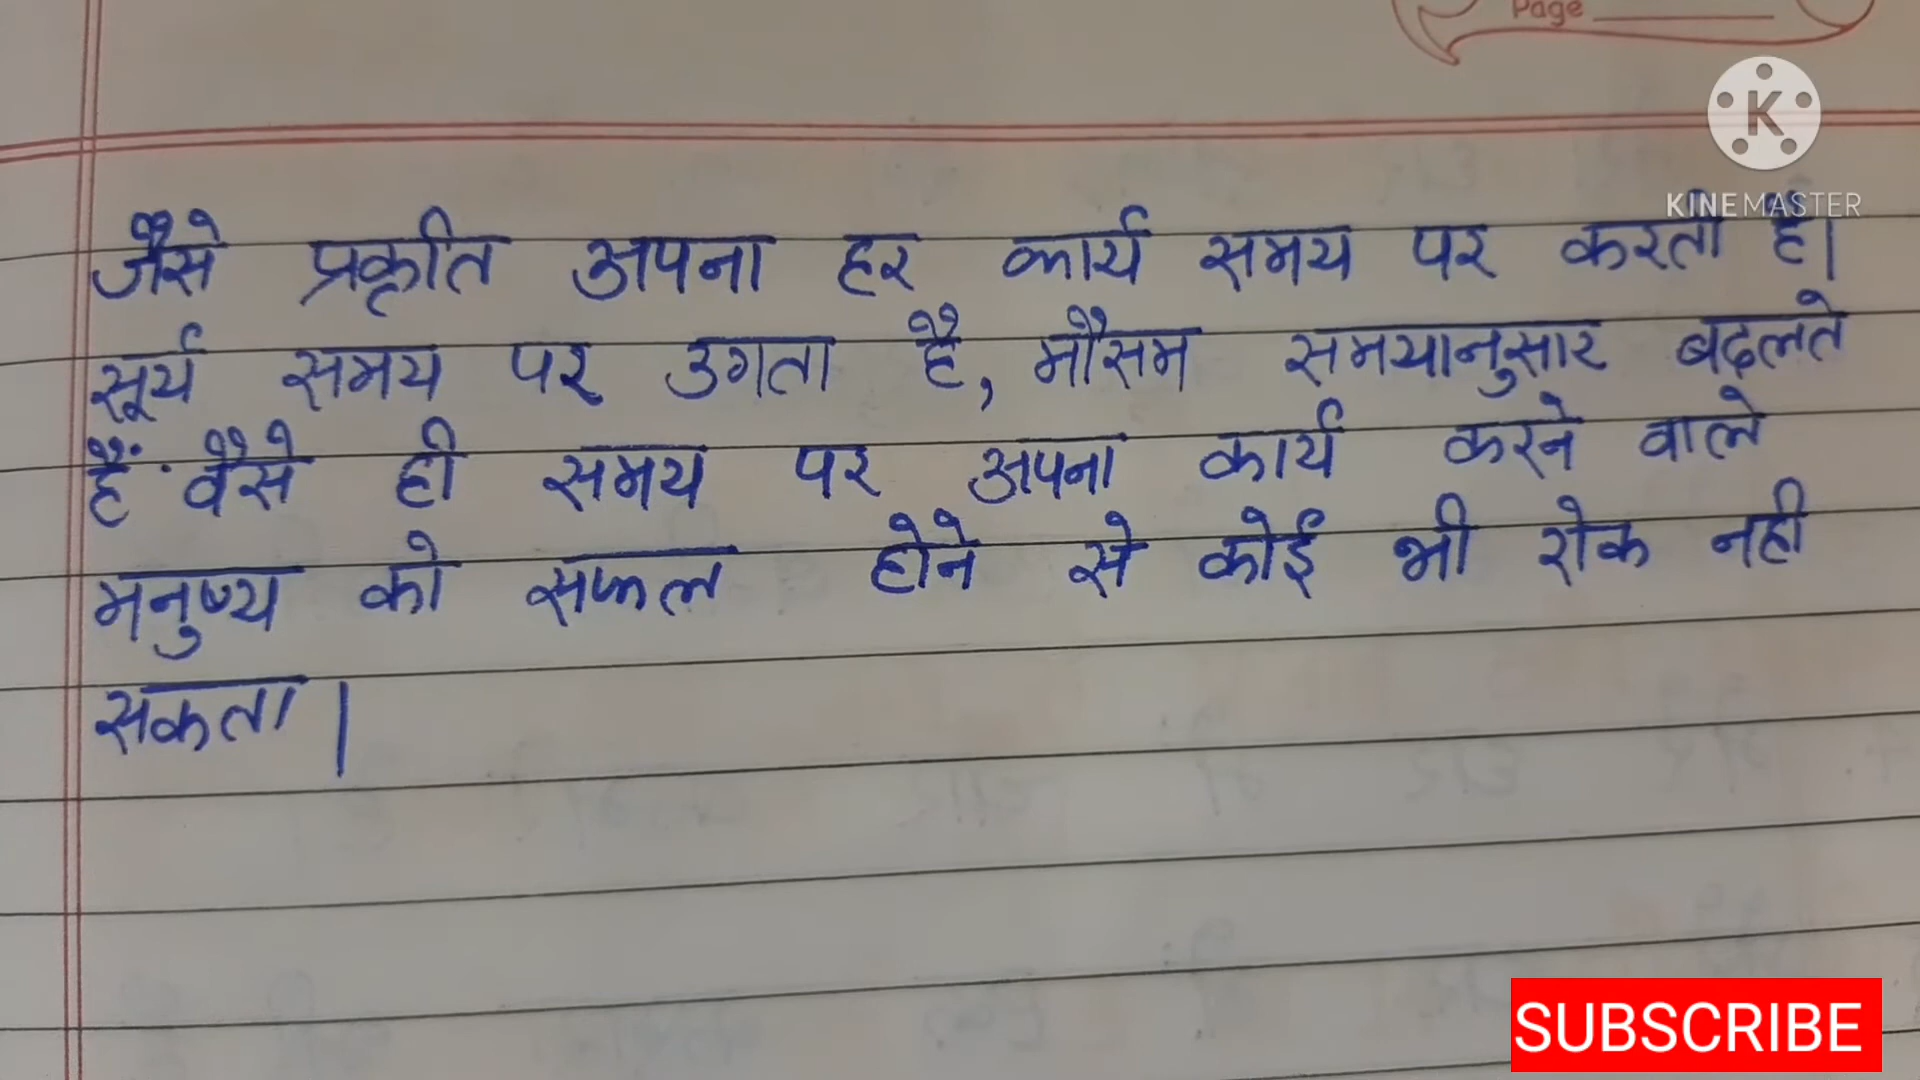 Page
K
KINEMASTER
जैसे प्रकृति अपना हर कार्य समय पर करती है।
सूर्य समय पर उगता है, मौसम समयानुसार बदलते
हैं. वैसे ही समय पर अपना कार्य करने वाले
मनुष्य को सफल होने से कोई भी रोक नही
सकता।
SUBSCRIBE